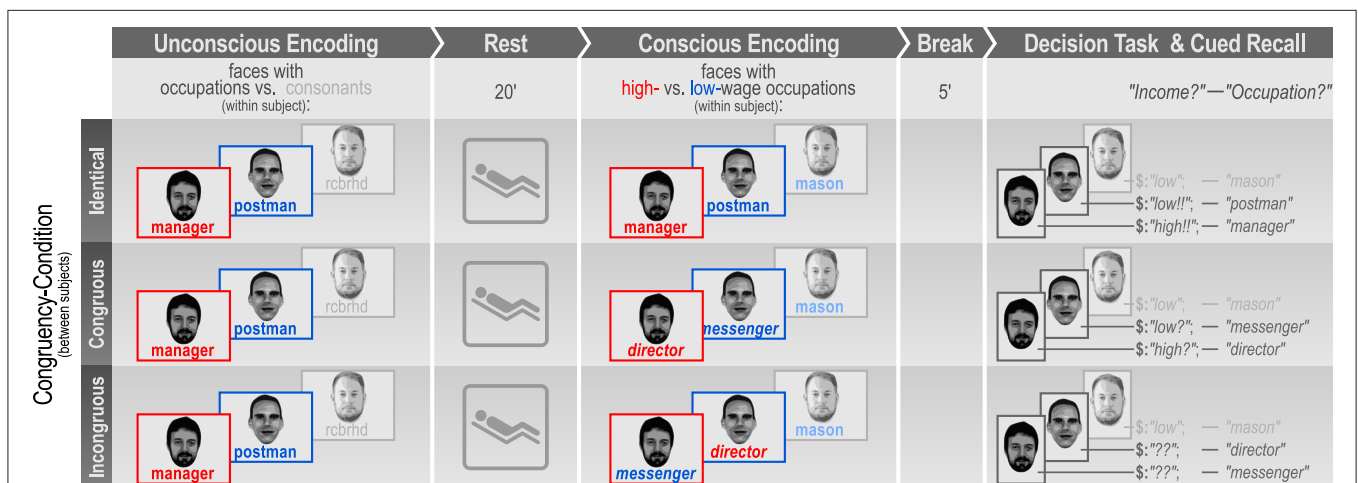 Unconscious Encoding
Rest
Conscious Encoding
Break
Decision Task & Cued Recall
faces with
occupations vs. consonants
(within subject):
20'
faces with
high- vs. low-wage occupations
(within subject):
5'
"Income?"—"Occupation?"
Congruency-Condition
(between subjects)
Identical
rcbrhd
postman
manager
mason
postman
manager
$:"low"; — "mason"
$:"low!!"; — "postman"
$:"high!!"; — "manager"
Congruous
rcbrhd
postman
manager
mason
messenger
director
$:"low"; — "mason"
$:"low?"; — "messenger"
$:"high?"; — "director"
Incongruous
rcbrhd
postman
manager
mason
director
messenger
$:"low"; — "mason"
$:"??"; — "director"
$:"??"; — "messenger"